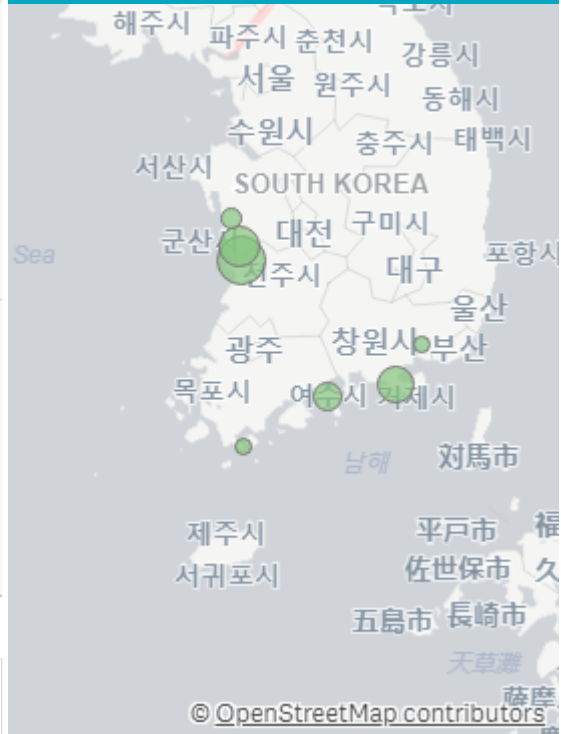 해주시
파주시 춘천시
강릉시
서울 원주시
동해시
수원시
충주시 태백시
서산시
SOUTH KOREA
군산
대전 구미시
Sea
포항시
전주시 대구
울산
창원시 부산
광주
목포시 여수시 거제시
남해 対馬市
제주시 平戸市 福
서귀포시 佐世保市 久
五島市 長崎市
天草灘
薩摩
© OpenStreetMap contributors